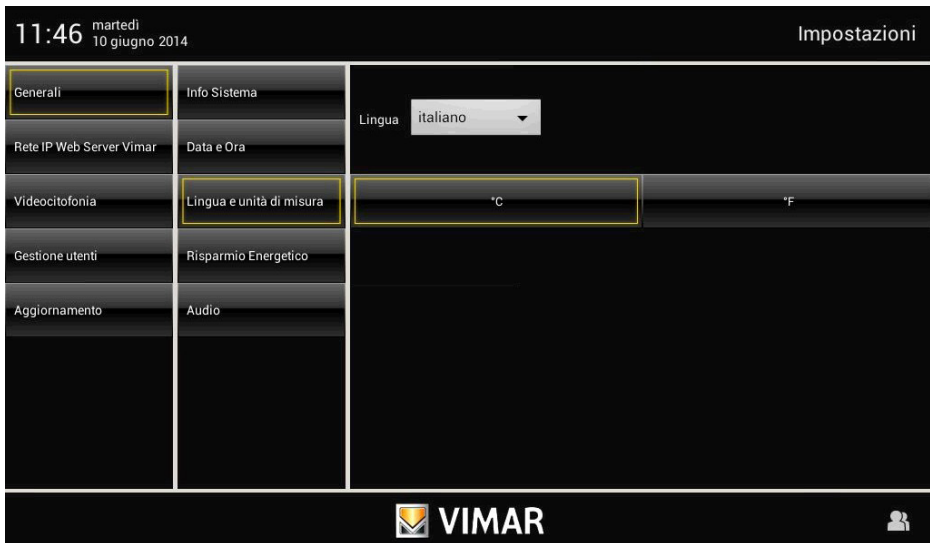 11:46 martedì
10 giugno 2014
Impostazioni
Generali
Rete IP Web Server Vimar
Videocitofonia
Gestione utenti
Aggiornamento
Info Sistema
Data e Ora
Lingua e unità di misura
Risparmio Energetico
Audio
Lingua italiano
°C °F
VIMAR